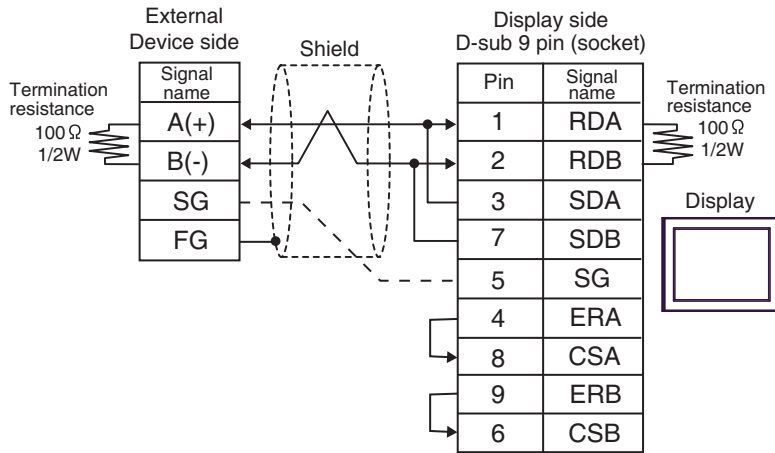 External
Device side
Shield
Display side
D-sub 9 pin (socket)
Termination
resistance
100 Ω
1/2W
Signal
name
A(+)
B(-)
SG
FG
Pin
Signal
name
1 RDA
2 RDB
3 SDA
7 SDB
5 SG
4 ERA
8 CSA
9 ERB
6 CSB
Termination
resistance
100 Ω
1/2W
Display